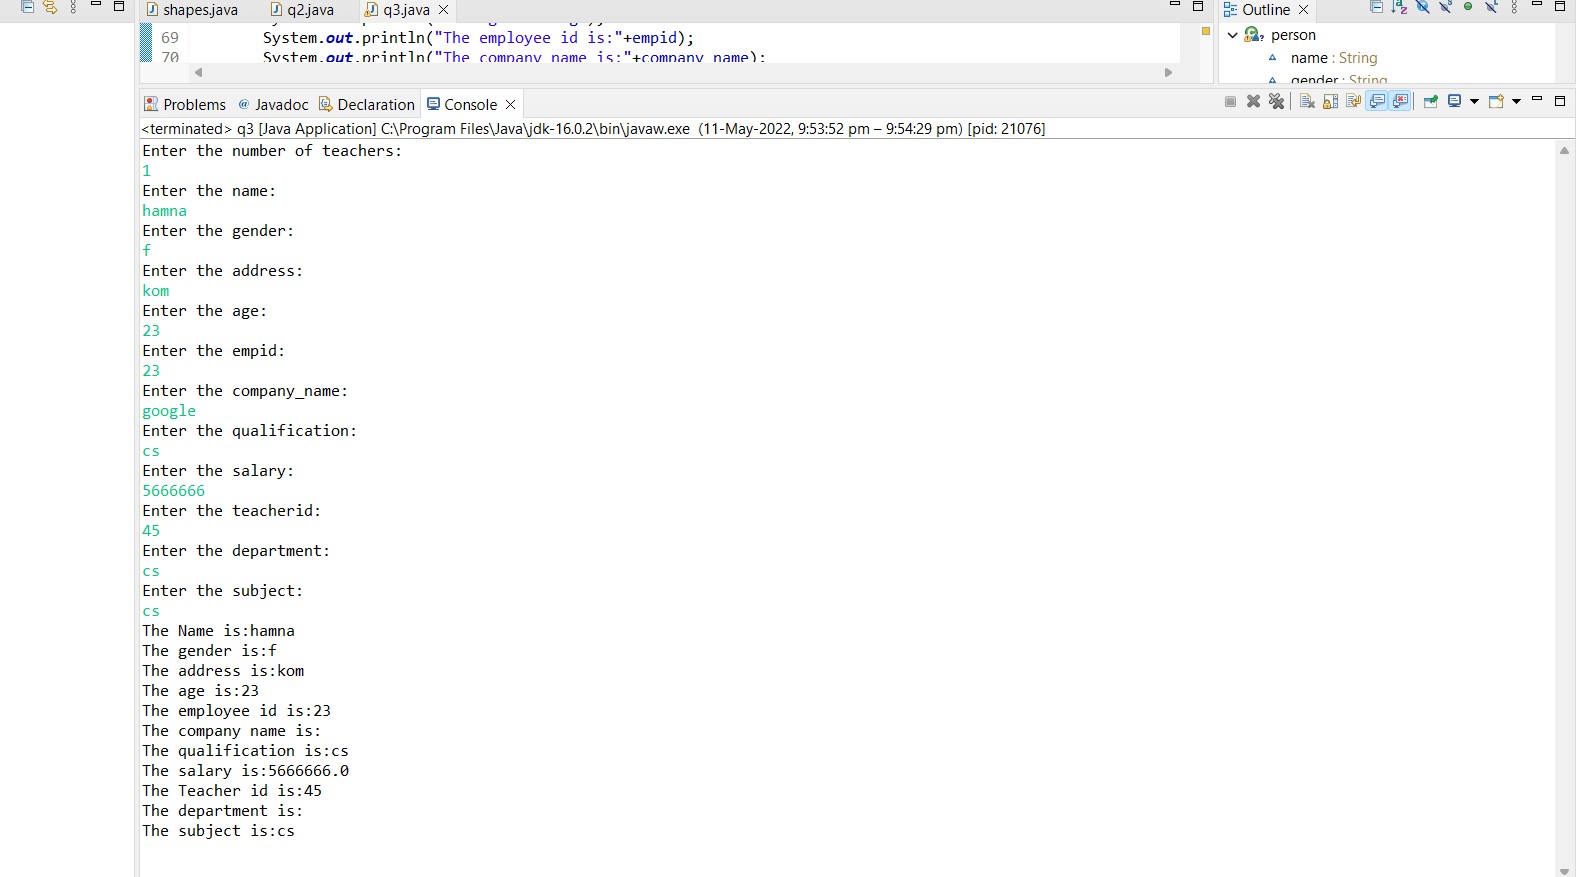 shapes.java q2.java q3.java
Outline
69 System.out.println("The employee id is:"+empid);
70 System.out.println("The company name is:"+company_name);
person
name : String
gender : String
Problems @ Javadoc Declaration Console
<terminated> q3 [Java Application] C:\Program Files\Java\jdk-16.0.2\bin\javaw.exe (11-May-2022, 9:53:52 pm – 9:54:29 pm) [pid: 21076]
Enter the number of teachers:
1
Enter the name:
hamna
Enter the gender:
f
Enter the address:
kom
Enter the age:
23
Enter the empid:
23
Enter the company_name:
google
Enter the qualification:
cs
Enter the salary:
5666666
Enter the teacherid:
45
Enter the department:
cs
Enter the subject:
cs
The Name is:hamna
The gender is:f
The address is:kom
The age is:23
The employee id is:23
The company name is:
The qualification is:cs
The salary is:5666666.0
The Teacher id is:45
The department is:
The subject is:cs